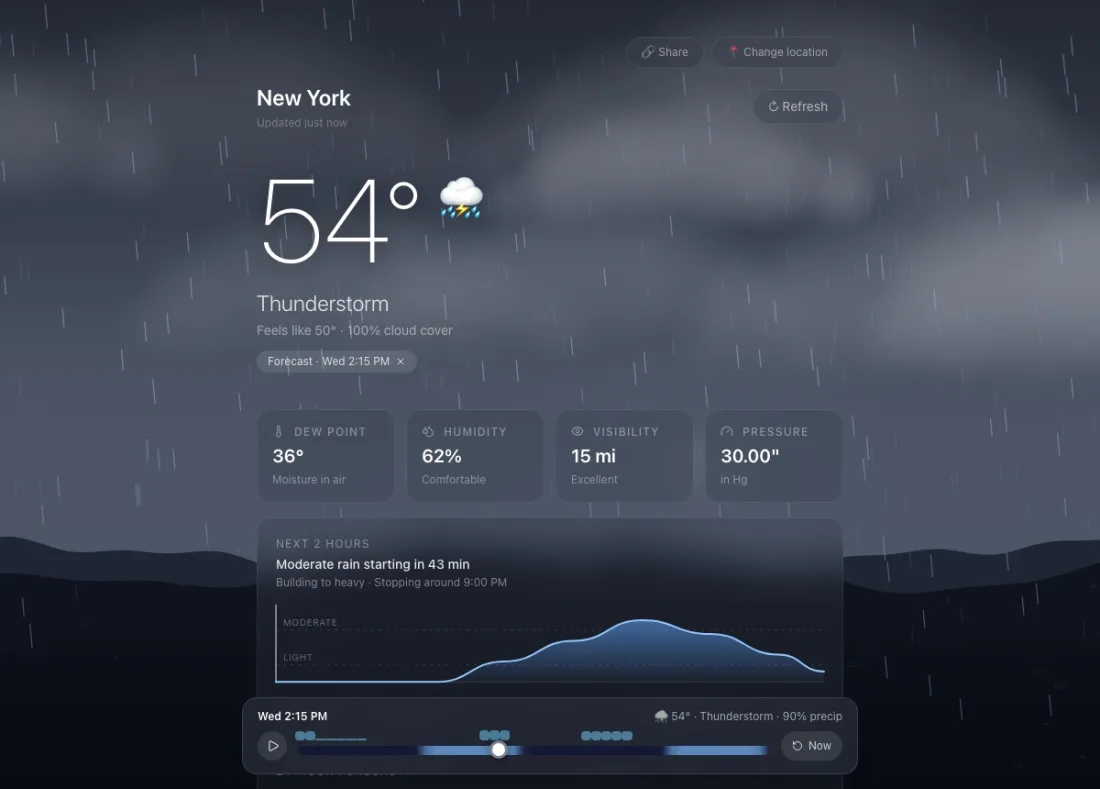 Share
Change location
New York
Refresh
Updated just now
54°
Thunderstorm
Feels like 50° · 100% cloud cover
Forecast · Wed 2:15 PM ×
DEW POINT
36°
Moisture in air
HUMIDITY
62%
Comfortable
VISIBILITY
15 mi
Excellent
PRESSURE
30.00"
in Hg
NEXT 2 HOURS
Moderate rain starting in 43 min
Building to heavy · Stopping around 9:00 PM
MODERATE
LIGHT
Wed 2:15 PM
54° · Thunderstorm · 90% precip
Now